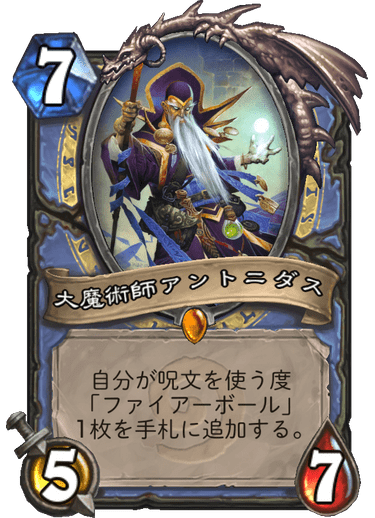 7
大魔術師アントニダス
自分が呪文を使う度
「ファイアーボール」
1枚を手札に追加する。
5
7